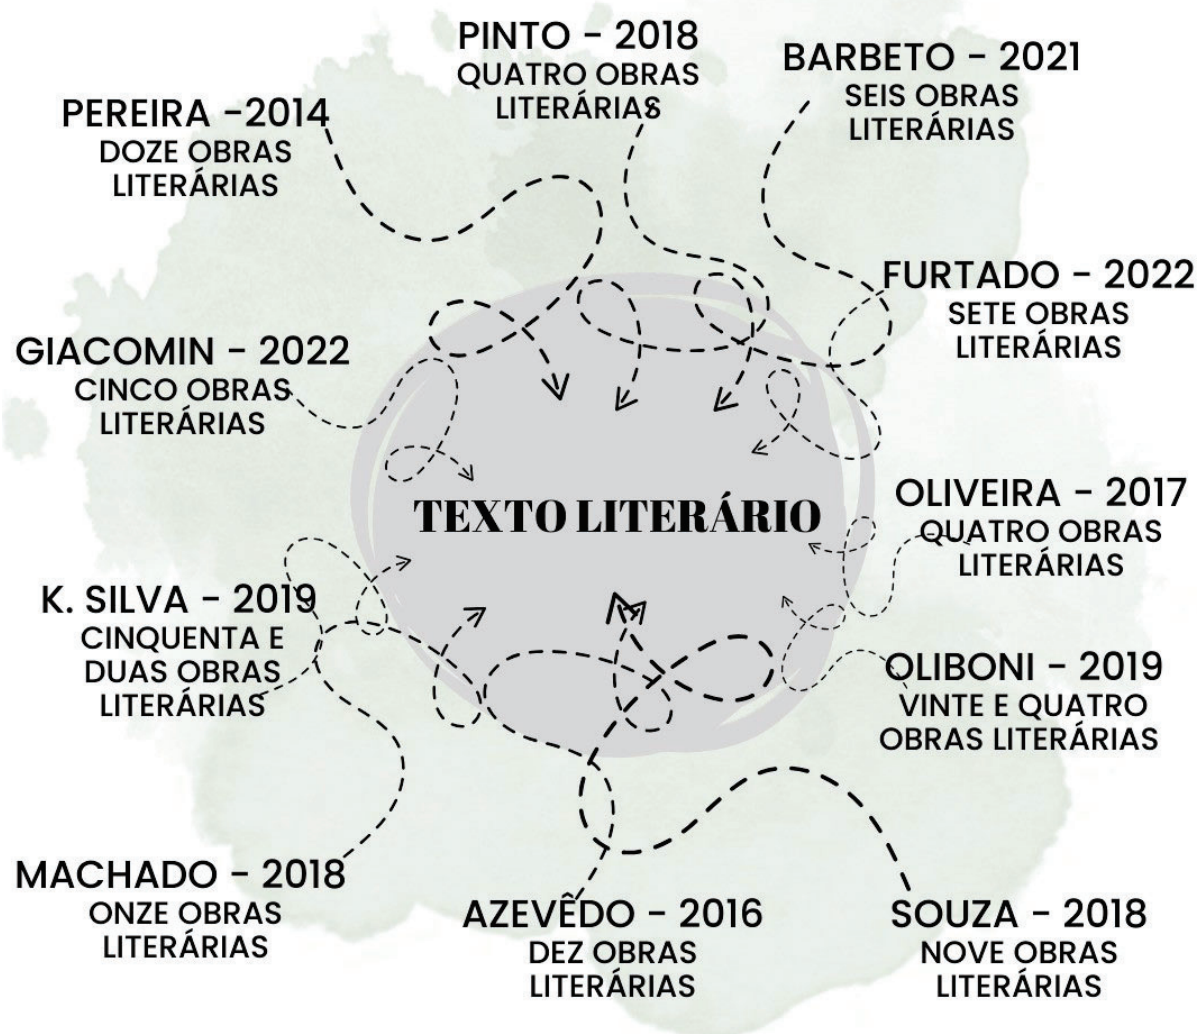 PINTO - 2018
QUATRO OBRAS
LITERÁRIAS
BARBETO - 2021
SEIS OBRAS
LITERÁRIAS
PEREIRA -2014
DOZE OBRAS
LITERÁRIAS
FURTADO - 2022
SETE OBRAS
LITERÁRIAS
GIACOMIN - 2022
CINCO OBRAS
LITERÁRIAS
TEXTO LITERÁRIO
OLIVEIRA - 2017
QUATRO OBRAS
LITERÁRIAS
K. SILVA - 2019
CINQUENTA E
DUAS OBRAS
LITERÁRIAS
OLIBONI - 2019
VINTE E QUATRO
OBRAS LITERÁRIAS
MACHADO - 2018
ONZE OBRAS
LITERÁRIAS
AZEVÊDO - 2016
DEZ OBRAS
LITERÁRIAS
SOUZA - 2018
NOVE OBRAS
LITERÁRIAS